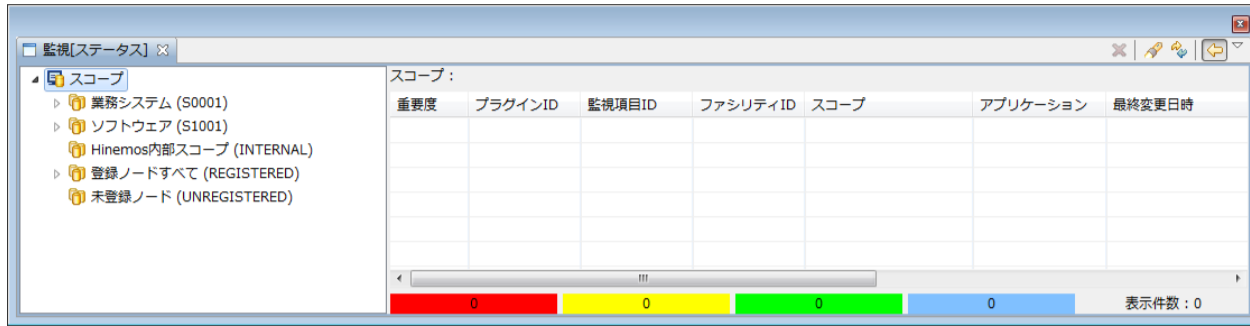 監視[ステータス]
スコープ
業務システム (S0001)
ソフトウェア (S1001)
Hinemos内部スコープ (INTERNAL)
登録ノードすべて (REGISTERED)
未登録ノード (UNREGISTERED)
スコープ :
重要度 プラグインID 監視項目ID ファシリティID スコープ アプリケーション 最終変更日時
0 0 0 0 表示件数 : 0